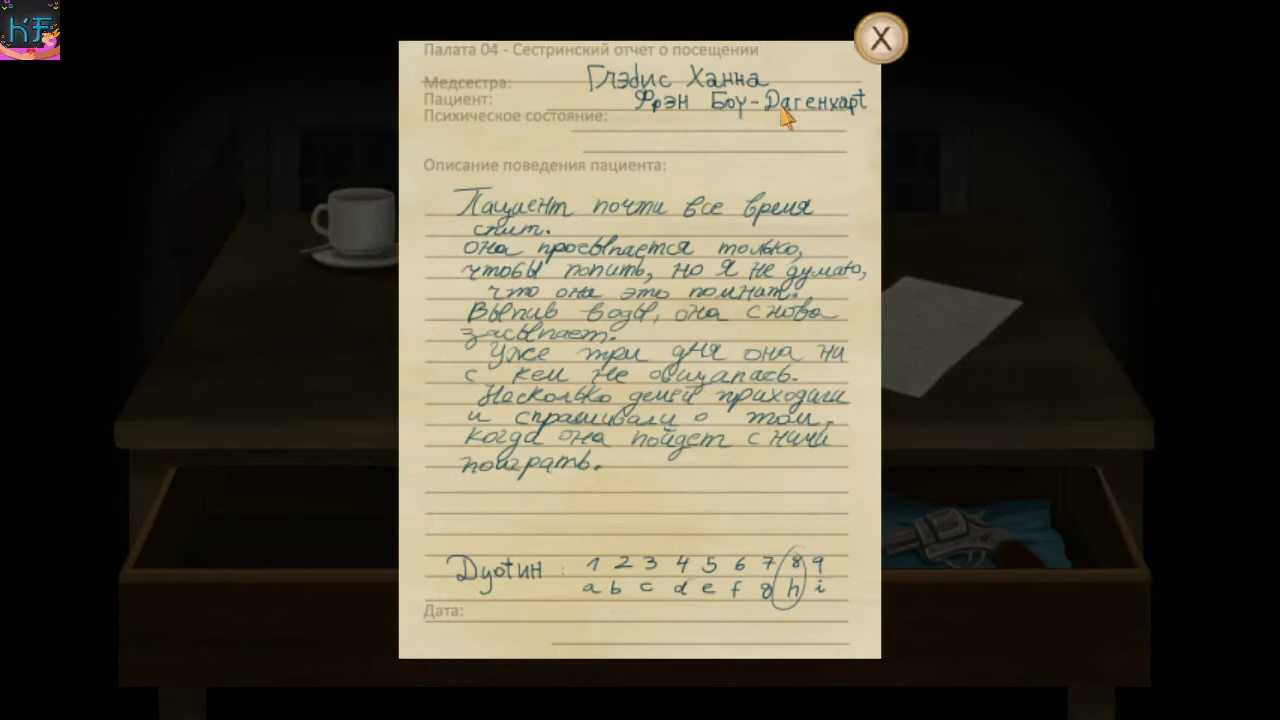 КF
X
Палата 04 - Сестринский отчет о посещении
Медсестра: Глэдис Ханна
Пациент: Фрэн Боу-Дагенхарt
Психическое состояние:
Описание поведения пациента:
Пациент почти все время
спит.
она просыпается только,
чтобы попить, но я не думаю,
что она это помнит.
Выпив воды, она снова
засыпает.
Уже три дня она ни
с кем не общалась.
Несколько детей приходили
и спрашивали о том,
когда она пойдет с ними
поиграть.
Дуоtин : 1 2 3 4 5 6 7 8 9
a b c d e f g h i
Дата: